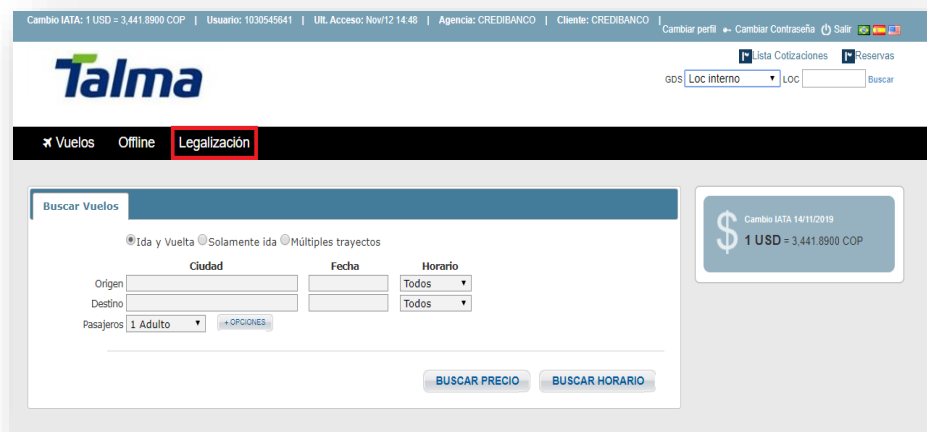 Cambio IATA: 1 USD = 3,441.8900 COP | Usuario: 1030545641 | Ult. Acceso: Nov/12 14:48 | Agencia: CREDIBANCO | Cliente: CREDIBANCO |
Cambiar perfil Cambiar Contraseña Salir
Talma
Lista Cotizaciones Reservas
GDS Loc interno LOC Buscar
Vuelos Offline Legalización
Buscar Vuelos
Ida y Vuelta Solamente ida Múltiples trayectos
Ciudad Fecha Horario
Origen Todos
Destino Todos
Pasajeros 1 Adulto + OPCIONES
BUSCAR PRECIO BUSCAR HORARIO
$
Cambio IATA 14/11/2019
1 USD = 3,441.8900 COP